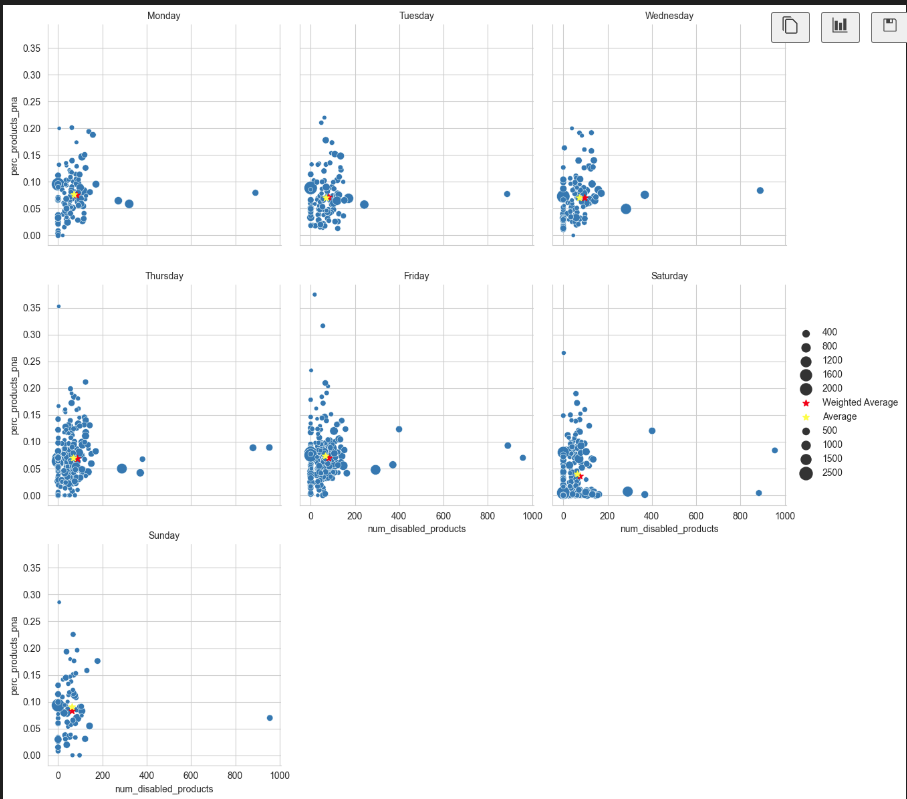 Monday
Tuesday
Wednesday
perc_products_pna
0.35
0.30
0.25
0.20
0.15
0.10
0.05
0.00
Thursday
Friday
Saturday
perc_products_pna
0.35
0.30
0.25
0.20
0.15
0.10
0.05
0.00
0 200 400 600 800 1000
num_disabled_products
0 200 400 600 800 1000
num_disabled_products
400
800
1200
1600
2000
Weighted Average
Average
500
1000
1500
2500
Sunday
perc_products_pna
0.35
0.30
0.25
0.20
0.15
0.10
0.05
0.00
0 200 400 600 800 1000
num_disabled_products